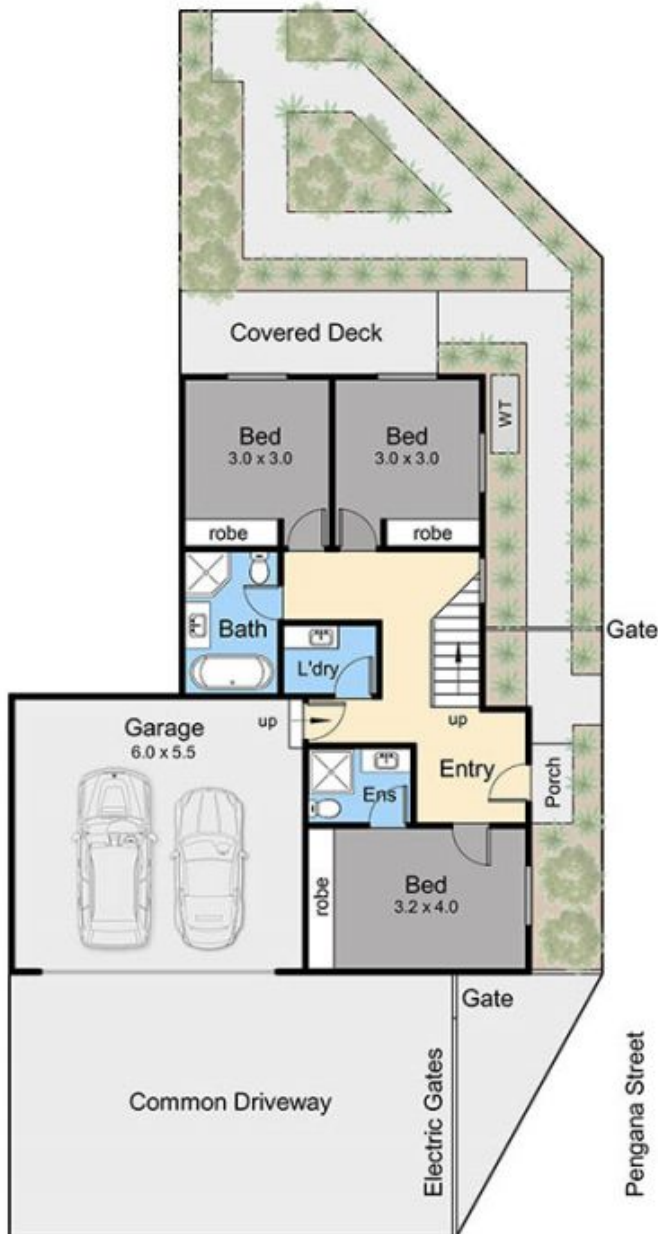 Covered Deck
Bed
3.0 x 3.0
Bed
3.0 x 3.0
WT
robe
robe
Bath
L'dry
Gate
Garage
6.0 x 5.5
up
up
Entry
Porch
Ens
robe
Bed
3.2 x 4.0
Gate
Common Driveway
Electric Gates
Pengana Street